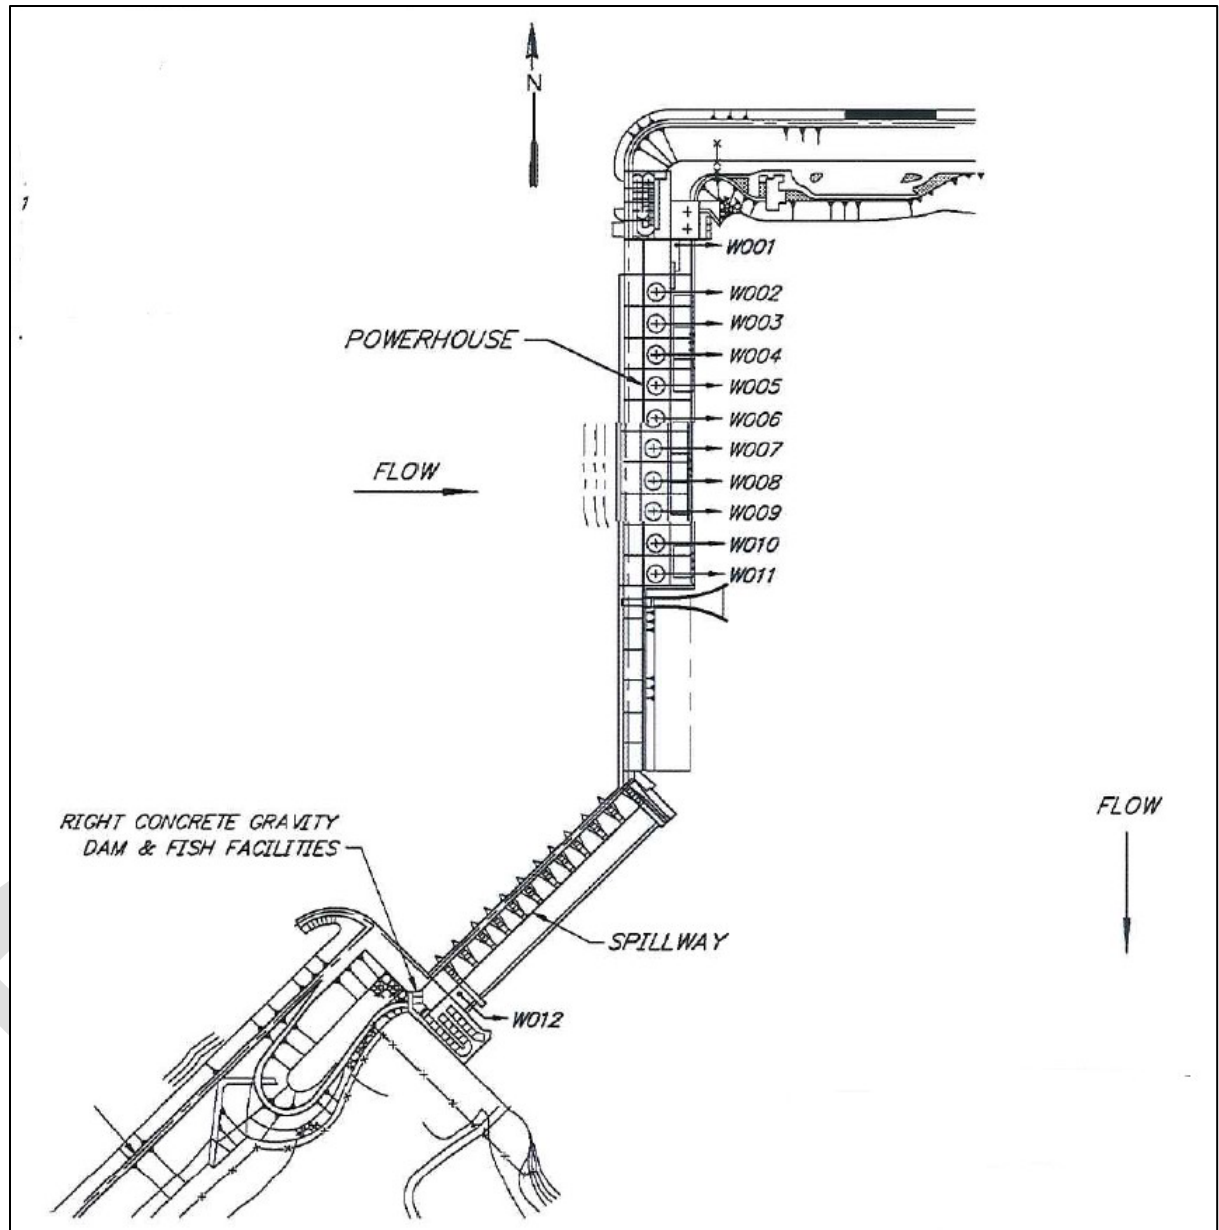 N
W001
W002
W003
POWERHOUSE
W004
W005
W006
W007
FLOW
W008
W009
W010
W011
FLOW
RIGHT CONCRETE GRAVITY
DAM & FISH FACILITIES
SPILLWAY
W012